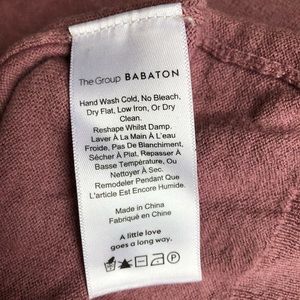 The Group BABATON
Hand Wash Cold, No Bleach,
Dry Flat, Low Iron, Or Dry
Clean.
Reshape Whilst Damp.
Laver À La Main À L'eau
Froide, Pas De Blanchiment,
Sécher À Plat, Repasser À
Basse Température, Ou
Nettoyer À Sec.
Remodeler Pendant Que
L'article Est Encore Humide.
Made in China
Fabriqué en Chine
A little love
goes a long way.